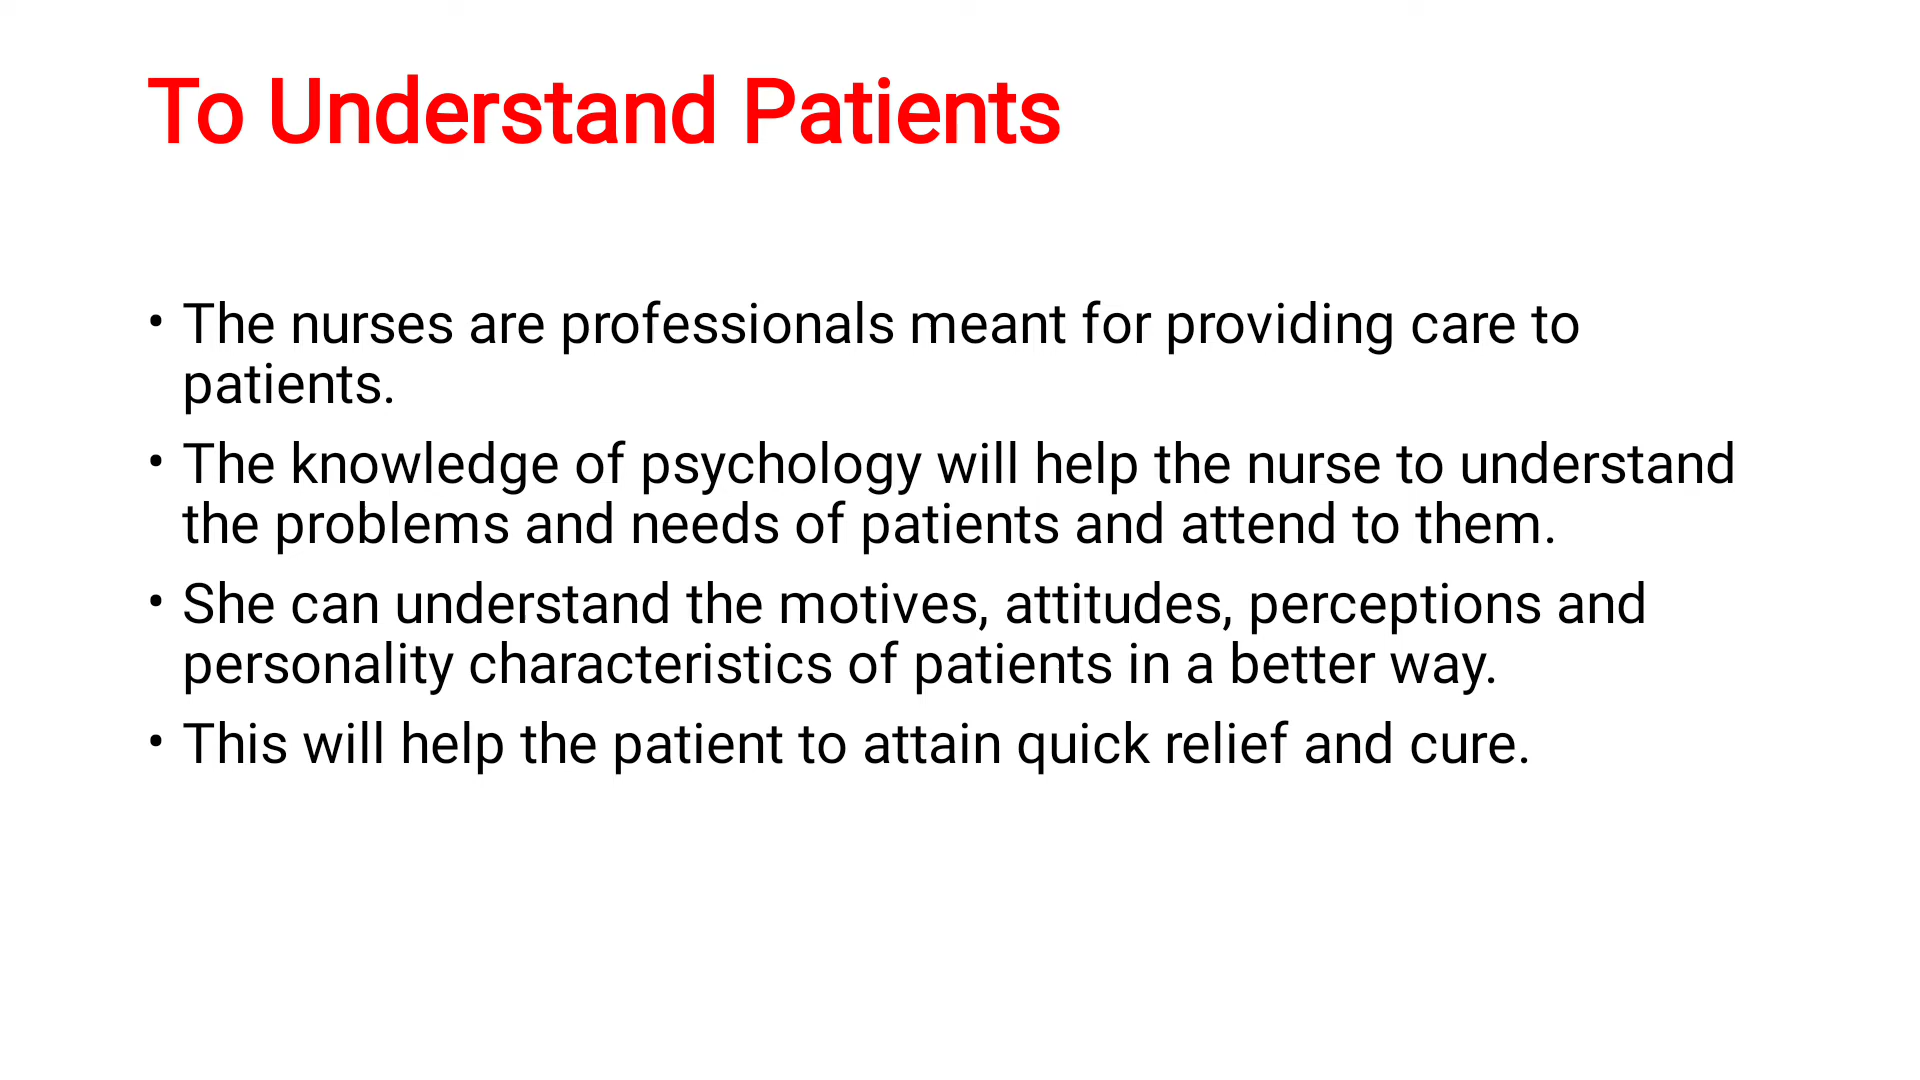 To Understand Patients
• The nurses are professionals meant for providing care to
patients.
• The knowledge of psychology will help the nurse to understand
the problems and needs of patients and attend to them.
• She can understand the motives, attitudes, perceptions and
personality characteristics of patients in a better way.
• This will help the patient to attain quick relief and cure.